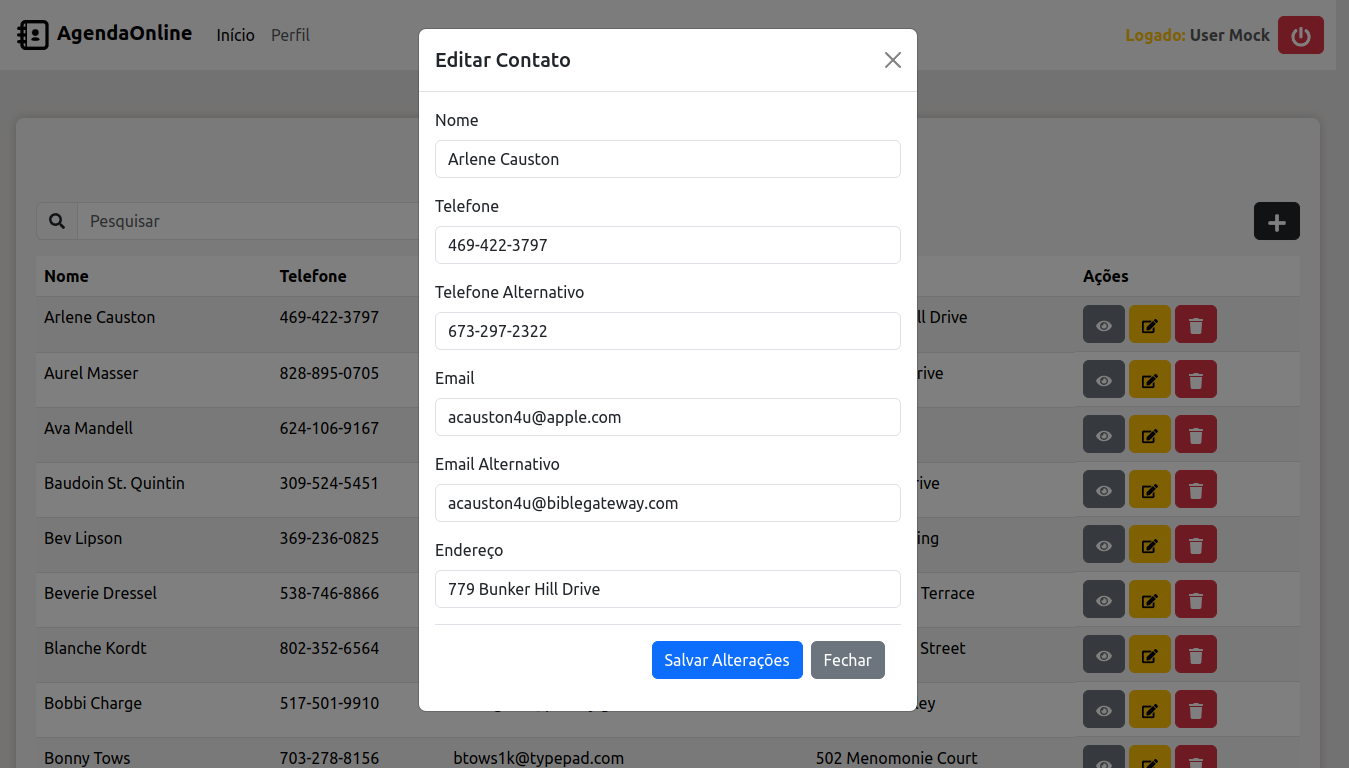 AgendaOnline Início Perfil
Logado: User Mock
Editar Contato
Nome
Arlene Causton
Telefone
469-422-3797
Telefone Alternativo
673-297-2322
Email
acauston4u@apple.com
Email Alternativo
acauston4u@biblegateway.com
Endereço
779 Bunker Hill Drive
Salvar Alterações Fechar
Pesquisar
Nome Telefone Ações
Arlene Causton 469-422-3797 Drive
Aurel Masser 828-895-0705
Ava Mandell 624-106-9167
Baudoin St. Quintin 309-524-5451
Bev Lipson 369-236-0825
Beverie Dressel 538-746-8866 Terrace
Blanche Kordt 802-352-6564 Street
Bobbi Charge 517-501-9910
Bonny Tows 703-278-8156 btows1k@typepad.com 502 Menomonie Court